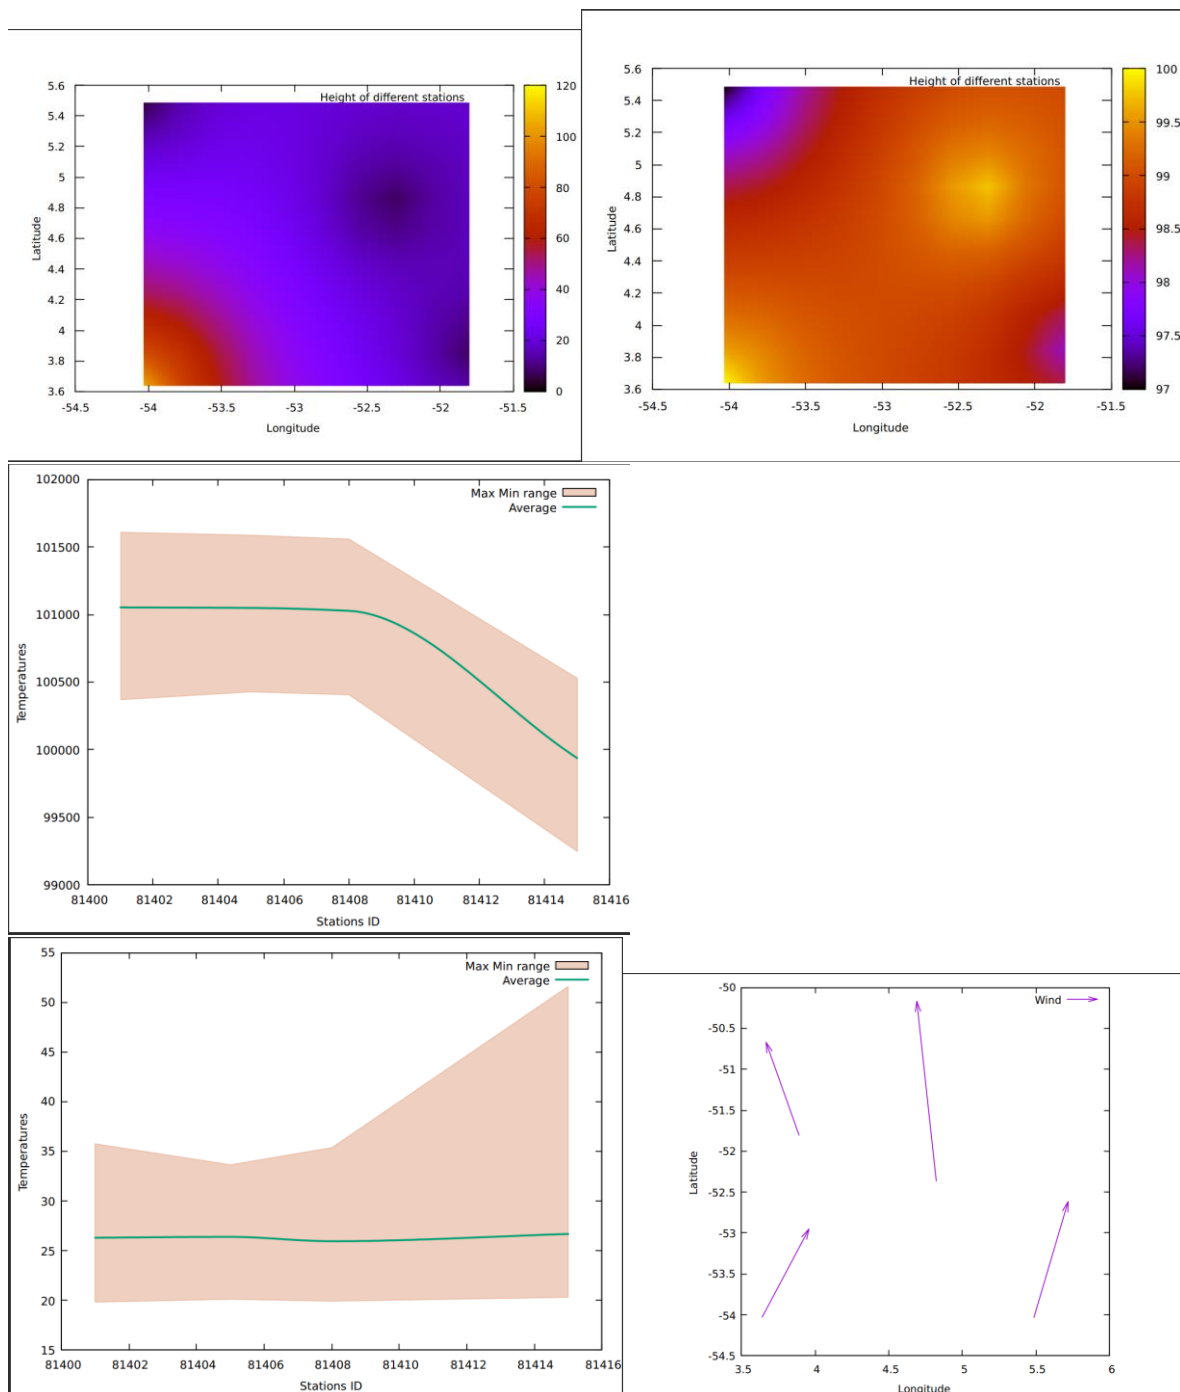 Height of different stations
5.6
5.4
5.2
5
4.8
4.6
4.4
4.2
4
3.8
3.6
Latitude
-54.5 -54 -53.5 -53 -52.5 -52 -51.5
Longitude
120
100
80
60
40
20
0
Height of different stations
5.6
5.4
5.2
5
4.8
4.6
4.4
4.2
4
3.8
3.6
Latitude
-54.5 -54 -53.5 -53 -52.5 -52 -51.5
Longitude
100
99.5
99
98.5
98
97.5
97
Max Min range
Average
102000
101500
101000
100500
100000
99500
99000
Temperatures
81400 81402 81404 81406 81408 81410 81412 81414 81416
Stations ID
Max Min range
Average
55
50
45
40
35
30
25
20
15
Temperatures
81400 81402 81404 81406 81408 81410 81412 81414 81416
Stations ID
Wind
-50
-50.5
-51
-51.5
-52
-52.5
-53
-53.5
-54
-54.5
Latitude
3.5 4 4.5 5 5.5 6
Longitude